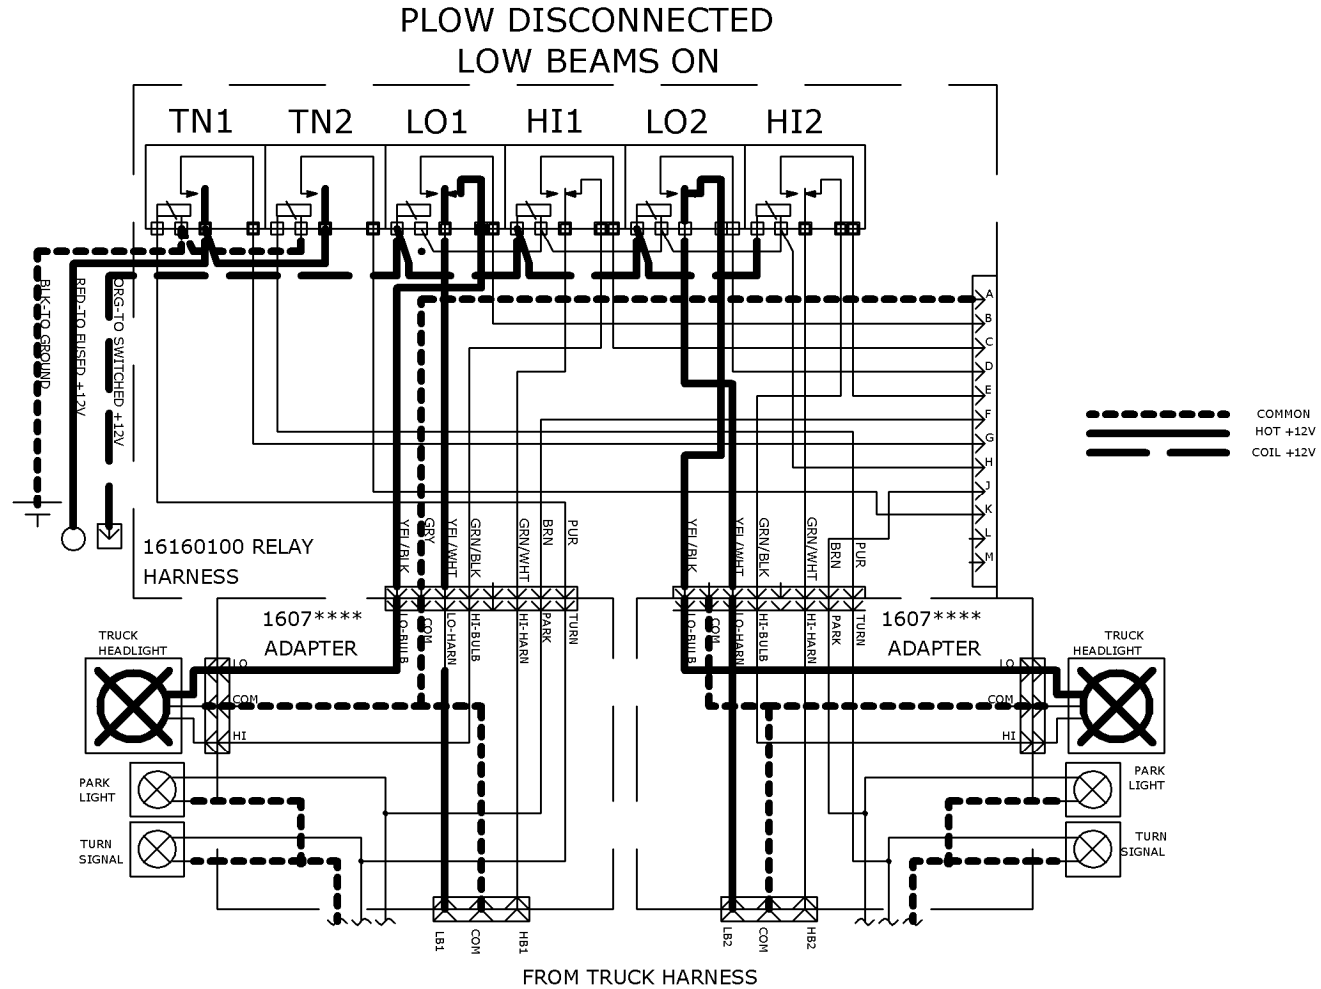 PLOW DISCONNECTED
LOW BEAMS ON
TN1 TN2 LO1 HI1 LO2 HI2
BLK-TO GROUND
RED-TO FUSED +12V
ORG-TO SWITCHED +12V
A
B
C
D
E
F
G
H
J
K
L
M
COMMON
HOT +12V
COIL +12V
16160100 RELAY
HARNESS
YEL/BLK
GRY
YEL/WHT
GRN/BLK
GRN/WHT
BRN
PUR
YEL/BLK
YEL/WHT
GRN/BLK
GRN/WHT
BRN
PUR
1607****
ADAPTER
LO-BULB
COM
LO-HARN
HI-BULB
HI-HARN
PARK
TURN
LO-BULB
COM
LO-HARN
HI-BULB
HI-HARN
PARK
TURN
1607****
ADAPTER
TRUCK
HEADLIGHT
LO
COM
HI
LO
COM
HI
TRUCK
HEADLIGHT
PARK
LIGHT
PARK
LIGHT
TURN
SIGNAL
TURN
SIGNAL
LB1
COM
HB1
LB2
COM
HB2
FROM TRUCK HARNESS